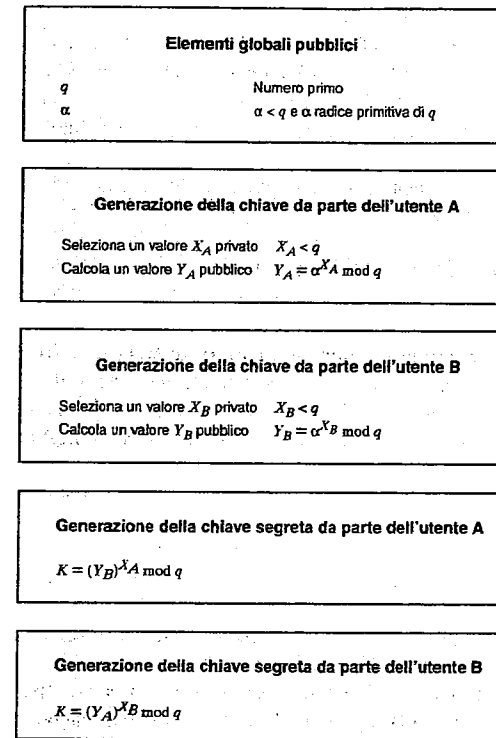 Elementi globali pubblici
q Numero primo
α α < q e α radice primitiva di q
Generazione della chiave da parte dell'utente A
Seleziona un valore X_A privato X_A < q
Calcola un valore Y_A pubblico Y_A = α^{X_A} mod q
Generazione della chiave da parte dell'utente B
Seleziona un valore X_B privato X_B < q
Calcola un valore Y_B pubblico Y_B = α^{X_B} mod q
Generazione della chiave segreta da parte dell'utente A
K = (Y_B)^{X_A} mod q
Generazione della chiave segreta da parte dell'utente B
K = (Y_A)^{X_B} mod q